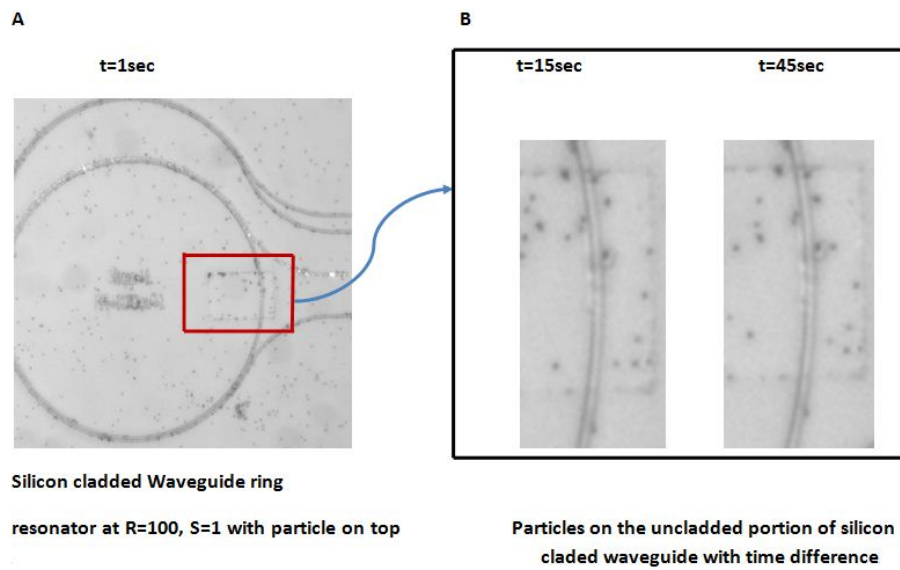 A
B
t=1sec
t=15sec
t=45sec
Silicon cladded Waveguide ring
resonator at R=100, S=1 with particle on top
Particles on the uncladded portion of silicon
claded waveguide with time difference